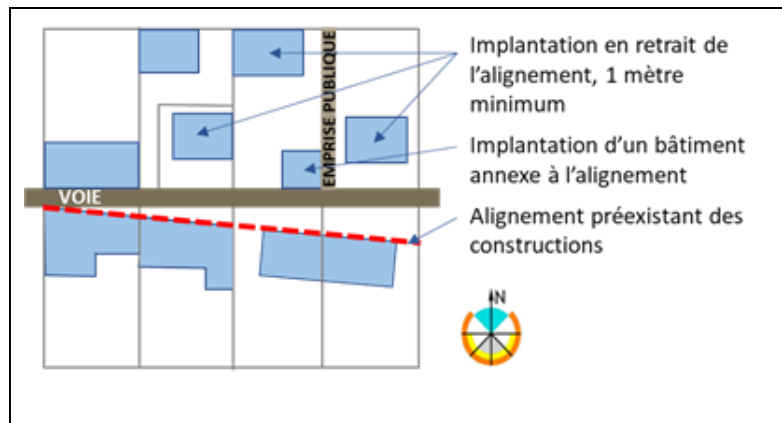 Implantation en retrait de
l’alignement, 1 mètre
minimum
EMPRISE PUBLIQUE
Implantation d’un bâtiment
annexe à l’alignement
VOIE
Alignement préexistant des
constructions
N